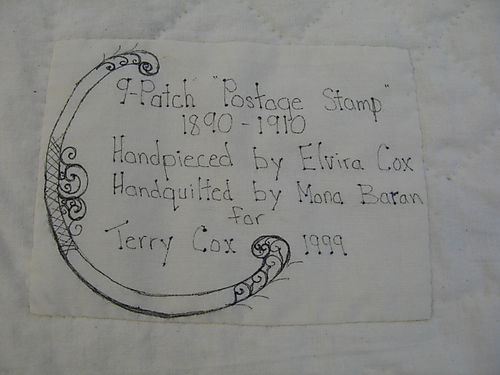 9-Patch "Postage Stamp"
1890-1910
Handpieced by Elvira Cox
Handquilted by Mona Baran
for
Terry Cox 1999